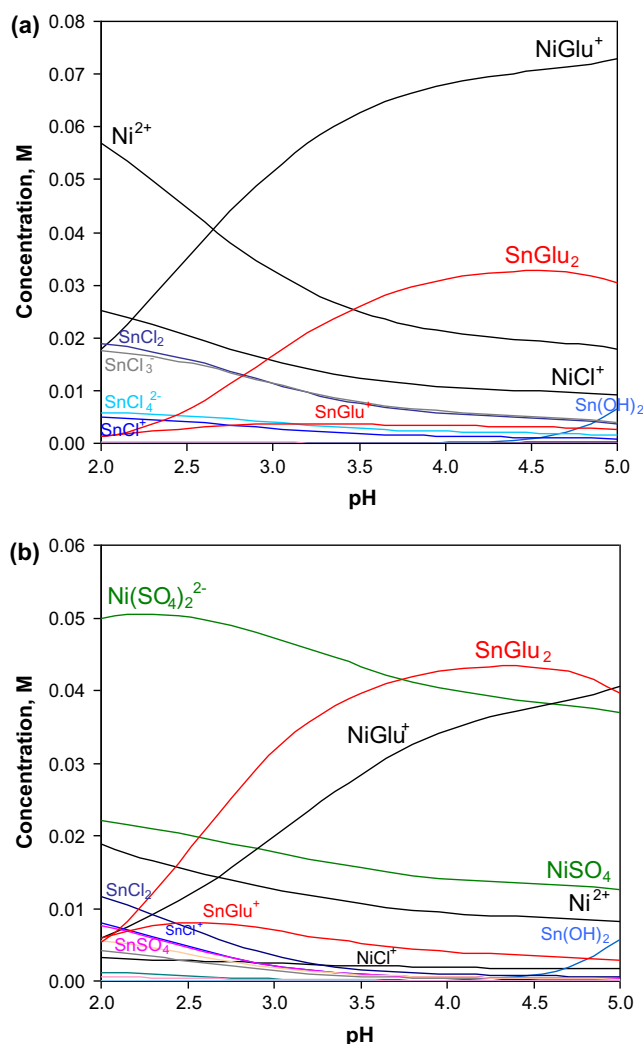 (a)
0.08
0.07
0.06
0.05
0.04
0.03
0.02
0.01
0.00
Concentration, M
NiGlu⁺
Ni²⁺
SnGlu₂
SnCl₂
SnCl₃⁻
NiCl⁺
SnCl₄²⁻
SnGlu⁺
Sn(OH)₂
SnCl⁺
2.0 2.5 3.0 3.5 4.0 4.5 5.0
pH
(b)
0.06
0.05
0.04
0.03
0.02
0.01
0.00
Concentration, M
Ni(SO₄)₂²⁻
SnGlu₂
NiGlu⁺
NiSO₄
Ni²⁺
SnCl₂
SnGlu⁺
SnCl⁺
Sn(OH)₂
SnSO₄
NiCl⁺
2.0 2.5 3.0 3.5 4.0 4.5 5.0
pH